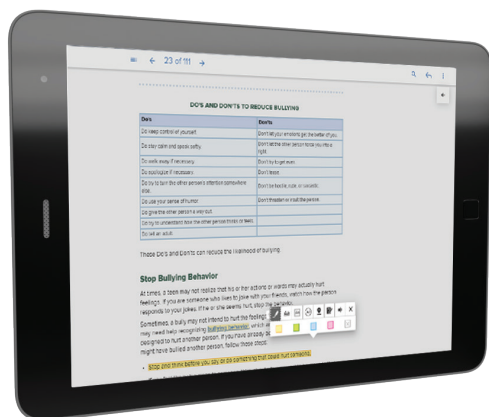 23 of 111
DO'S AND DON'TS TO REDUCE BULLYING
Do's
Don'ts
Do keep control of yourself.
Don't let your emotions get the better of you.
Do stay calm and speak softly.
Don't let the other person force you into a
fight.
Do walk away if necessary.
Don't try to get even.
Do apologize if necessary.
Don't tease.
Do try to turn the other person's attention somewhere
else.
Don't be hostile, rude, or sarcastic.
Do use your sense of humor.
Don't threaten or insult the person.
Do give the other person a way out.
Do try to understand how the other person thinks or feels.
Do tell an adult.
These Do's and Don'ts can reduce the likelihood of bullying.
Stop Bullying Behavior
At times, a teen may not realize that his or her actions or words may actually hurt
feelings. If you are someone who likes to joke with your friends, watch how the person
responds to your jokes. If he or she seems hurt, stop the behavior.
Sometimes, a bully may not intend to hurt the feelings
may need help recognizing bullying behavior, which
designed to hurt another person. If you have already
might have bullied another person, follow these steps:
• Stop and think before you say or do something that could hurt someone.